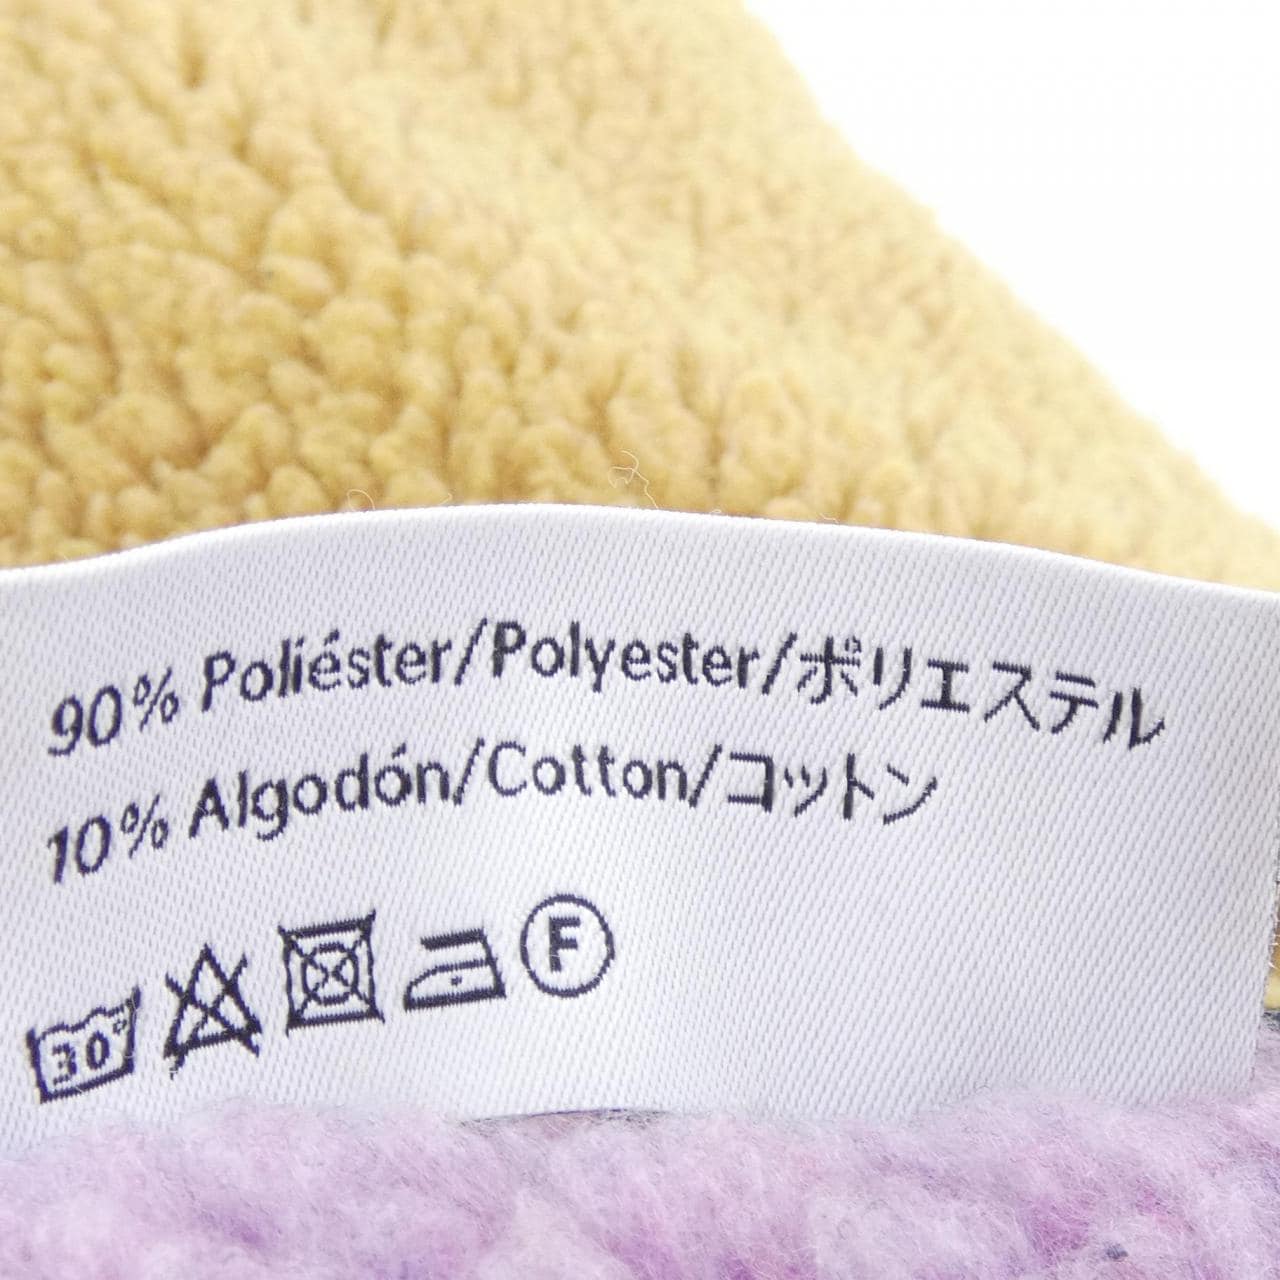 90% Poliéster/Polyester/ポリエステル
10% Algodón/Cotton/コットン
30° F